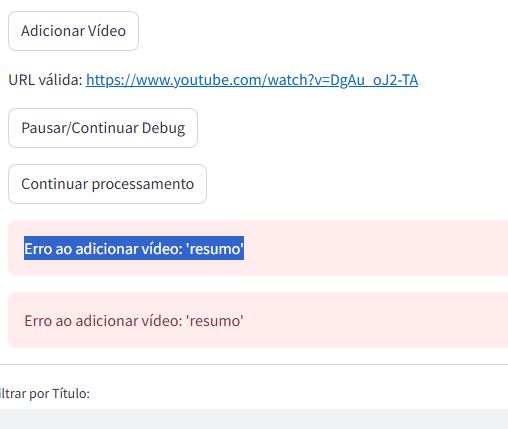 Adicionar Vídeo
URL válida: https://www.youtube.com/watch?v=DgAu_oJ2-TA
Pausar/Continuar Debug
Continuar processamento
Erro ao adicionar vídeo: 'resumo'
Erro ao adicionar vídeo: 'resumo'
iltrar por Título: